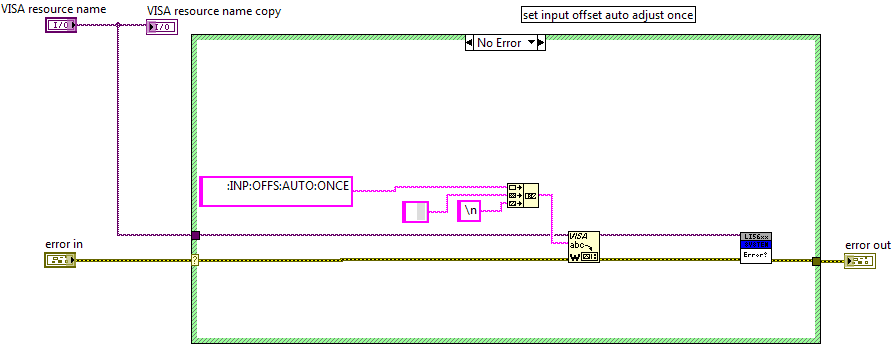 VISA resource name
VISA resource name copy
set input offset auto adjust once
I/O
I/O
No Error
:INP:OFFS:AUTO:ONCE
\n
VISA
abc
W
LIS6xx
Error?
error in
error out
?